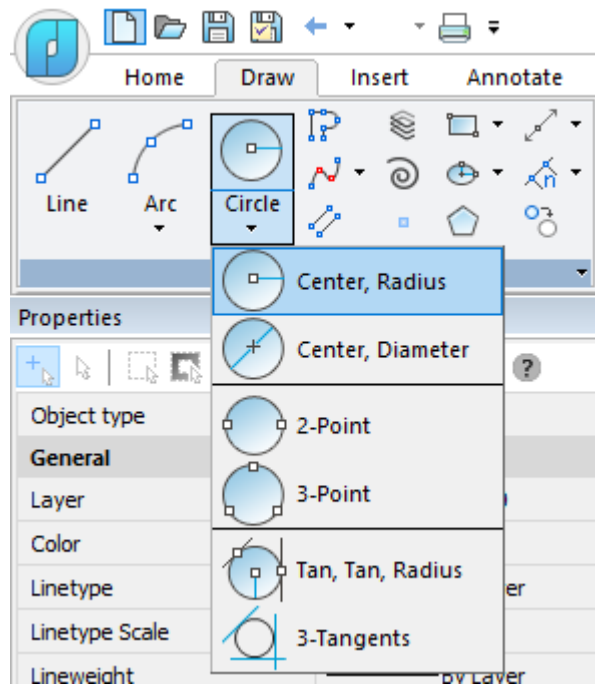 Home Draw Insert Annotate
Line Arc Circle
Center, Radius
Properties
Center, Diameter
?
Object type
2-Point
General
Layer
3-Point
Color
Tan, Tan, Radius
Linetype
Linetype Scale
3-Tangents
Lineweight By Layer